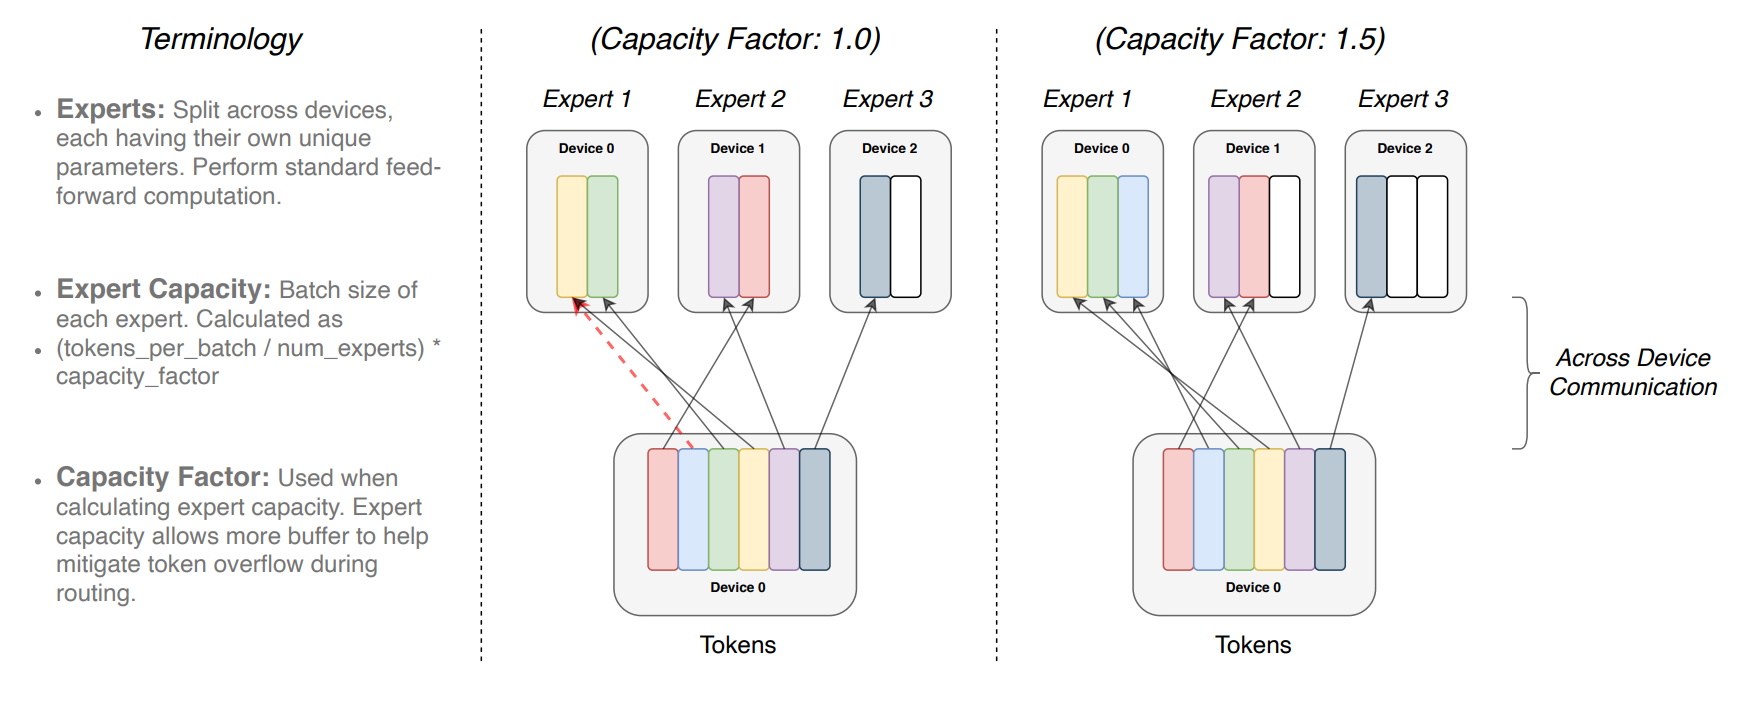 Terminology
• Experts: Split across devices,
each having their own unique
parameters. Perform standard feed-
forward computation.
• Expert Capacity: Batch size of
each expert. Calculated as
• (tokens_per_batch / num_experts) *
capacity_factor
• Capacity Factor: Used when
calculating expert capacity. Expert
capacity allows more buffer to help
mitigate token overflow during
routing.
(Capacity Factor: 1.0)
Expert 1
Expert 2
Expert 3
Device 0
Device 1
Device 2
Device 0
Tokens
(Capacity Factor: 1.5)
Expert 1
Expert 2
Expert 3
Device 0
Device 1
Device 2
Device 0
Tokens
Across Device
Communication